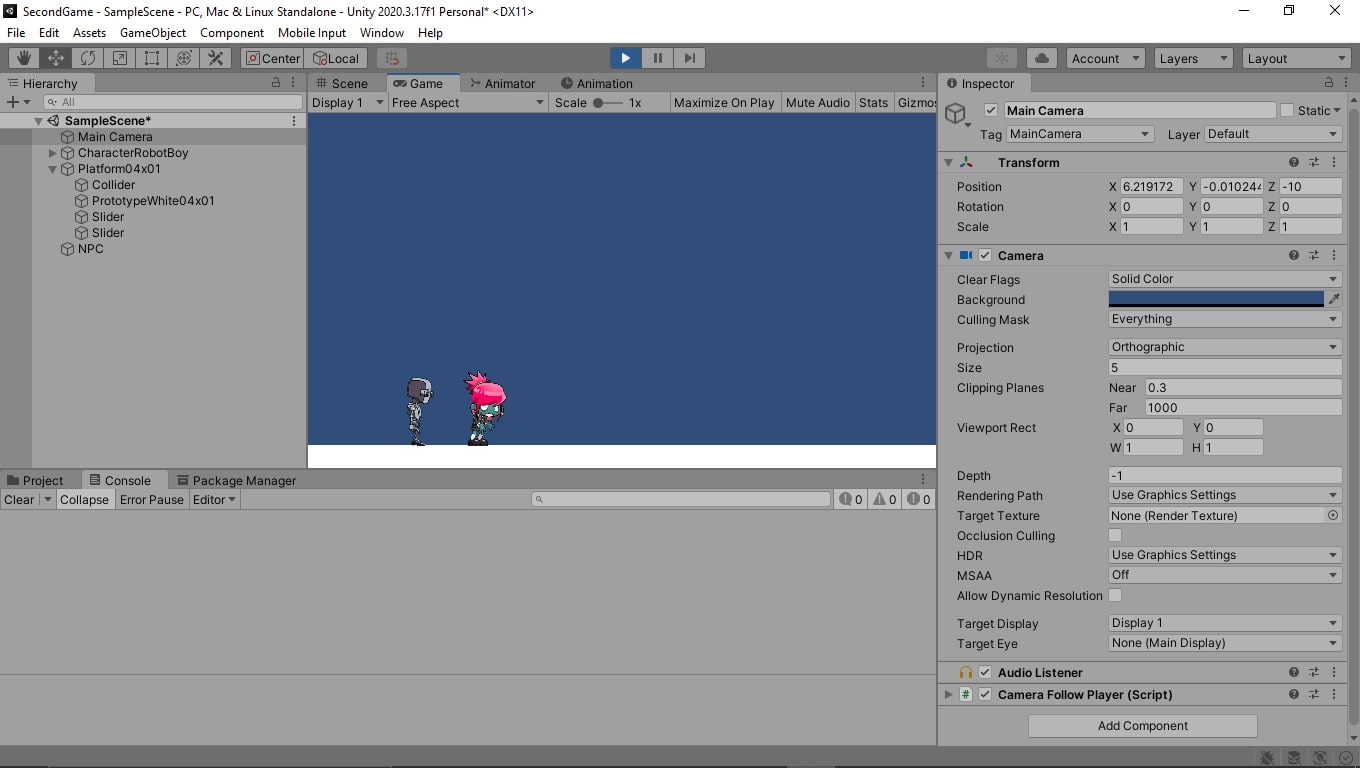 SecondGame - SampleScene - PC, Mac & Linux Standalone - Unity 2020.3.17f1 Personal* <DX11>
File Edit Assets GameObject Component Mobile Input Window Help
Center Local Account Layers Layout
Hierarchy
All
SampleScene*
Main Camera
CharacterRobotBoy
Platform04x01
Collider
PrototypeWhite04x01
Slider
Slider
NPC
Scene Game Animator Animation
Display 1 Free Aspect Scale 1x Maximize On Play Mute Audio Stats Gizmos
Project Console Package Manager
Clear Collapse Error Pause Editor 0 0 0
Inspector
Main Camera Static
Tag MainCamera Layer Default
Transform
Position X 6.219172 Y -0.010244 Z -10
Rotation X 0 Y 0 Z 0
Scale X 1 Y 1 Z 1
Camera
Clear Flags Solid Color
Background
Culling Mask Everything
Projection Orthographic
Size 5
Clipping Planes Near 0.3
Far 1000
Viewport Rect X 0 Y 0
W 1 H 1
Depth -1
Rendering Path Use Graphics Settings
Target Texture None (Render Texture)
Occlusion Culling
HDR Use Graphics Settings
MSAA Off
Allow Dynamic Resolution
Target Display Display 1
Target Eye None (Main Display)
Audio Listener
# Camera Follow Player (Script)
Add Component